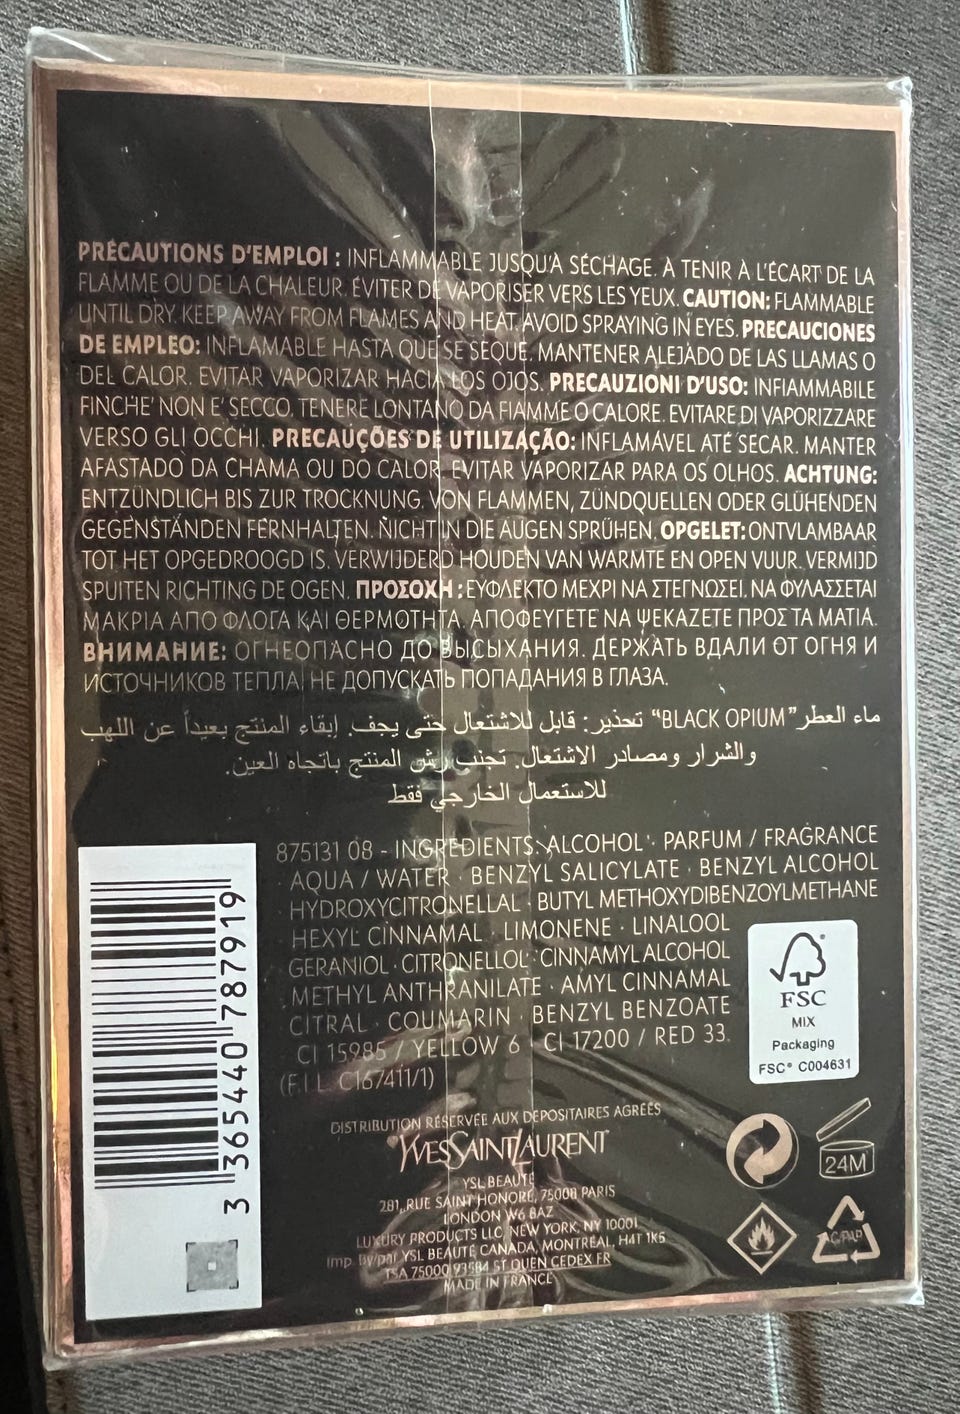 PRÉCAUTIONS D'EMPLOI : INFLAMMABLE JUSQU'À SÉCHAGE. À TENIR À L'ÉCART DE LA
FLAMME OU DE LA CHALEUR. ÉVITER DE VAPORISER VERS LES YEUX. CAUTION: FLAMMABLE
UNTIL DRY. KEEP AWAY FROM FLAMES AND HEAT. AVOID SPRAYING IN EYES. PRECAUCIONES
DE EMPLEO: INFLAMABLE HASTA QUE SE SEQUE. MANTENER ALEJADO DE LAS LLAMAS O
DEL CALOR. EVITAR VAPORIZAR HACIA LOS OJOS. PRECAUZIONI D'USO: INFIAMMABILE
FINCHE' NON E' SECCO. TENERE LONTANO DA FIAMME O CALORE. EVITARE DI VAPORIZZARE
VERSO GLI OCCHI. PRECAUÇÕES DE UTILIZAÇÃO: INFLAMÁVEL ATÉ SECAR. MANTER
AFASTADO DA CHAMA OU DO CALOR. EVITAR VAPORIZAR PARA OS OLHOS. ACHTUNG:
ENTZÜNDLICH BIS ZUR TROCKNUNG. VON FLAMMEN, ZÜNDQUELLEN ODER GLÜHENDEN
GEGENSTÄNDEN FERNHALTEN. NICHT IN DIE AUGEN SPRÜHEN. OPGELET: ONTVLAMBAAR
TOT HET OPGEDROOGD IS. VERWIJDERD HOUDEN VAN WARMTE EN OPEN VUUR. VERMIJD
SPUITEN RICHTING DE OGEN. ΠΡΟΣΟΧΗ : ΕΥΦΛΕΚΤΟ ΜΕΧΡΙ ΝΑ ΣΤΕΓΝΩΣΕΙ. ΝΑ ΦΥΛΑΣΣΕΤΑΙ
ΜΑΚΡΙΑ ΑΠΟ ΦΛΟΓΑ ΚΑΙ ΘΕΡΜΟΤΗΤΑ. ΑΠΟΦΕΥΓΕΤΕ ΝΑ ΨΕΚΑΖΕΤΕ ΠΡΟΣ ΤΑ ΜΑΤΙΑ.
ВНИМАНИЕ: ОГНЕОПАСНО ДО ВЫСЫХАНИЯ. ДЕРЖАТЬ ВДАЛИ ОТ ОГНЯ И
ИСТОЧНИКОВ ТЕПЛА, НЕ ДОПУСКАТЬ ПОПАДАНИЯ В ГЛАЗА.
ماء العطر "BLACK OPIUM" تحذير: قابل للاشتعال حتى يجف. إبقاء المنتج بعيداً عن اللهب
والشرار ومصادر الاشتعال. تجنب رش المنتج باتجاه العين.
للاستعمال الخارجي فقط
875131 08 - INGREDIENTS: ALCOHOL · PARFUM / FRAGRANCE
· AQUA / WATER · BENZYL SALICYLATE · BENZYL ALCOHOL
· HYDROXYCITRONELLAL · BUTYL METHOXYDIBENZOYLMETHANE
HEXYL CINNAMAL · LIMONENE · LINALOOL
GERANIOL · CITRONELLOL · CINNAMYL ALCOHOL
· METHYL ANTHRANILATE · AMYL CINNAMAL
CITRAL · COUMARIN · BENZYL BENZOATE
· CI 15985 / YELLOW 6 · CI 17200 / RED 33.
(F.I.L. C167411/1)
FSC
MIX
Packaging
FSC® C004631
3 365440 787919
DISTRIBUTION RÉSERVÉE AUX DÉPOSITAIRES AGRÉÉS
YVESSAINTLAURENT
YSL BEAUTÉ
281, RUE SAINT HONORÉ, 75008 PARIS
LONDON W6 8AZ
LUXURY PRODUCTS LLC NEW YORK, NY 10001
Imp. by/par YSL BEAUTÉ CANADA, MONTRÉAL, H4T 1K5
TSA 75000 93584 ST OUEN CEDEX FR
MADE IN FRANCE
24M
C/PAP